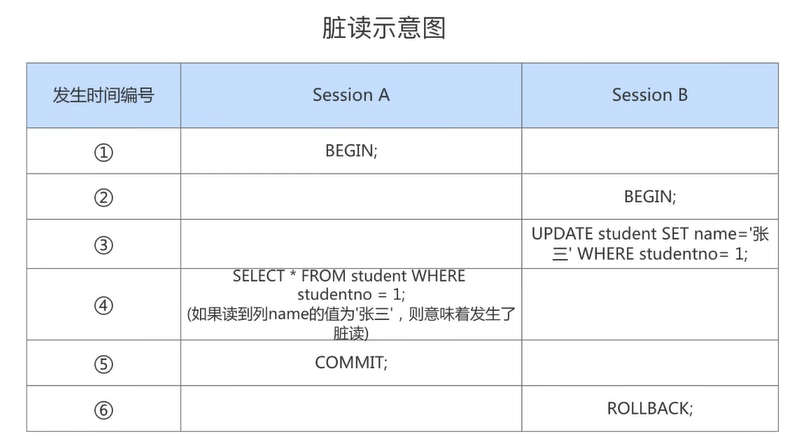 脏读示意图
发生时间编号 Session A Session B
① BEGIN;
② BEGIN;
③ UPDATE student SET name='张
三' WHERE studentno= 1;
④ SELECT * FROM student WHERE
studentno = 1;
(如果读到列name的值为'张三'，则意味着发生了
脏读)
⑤ COMMIT;
⑥ ROLLBACK;